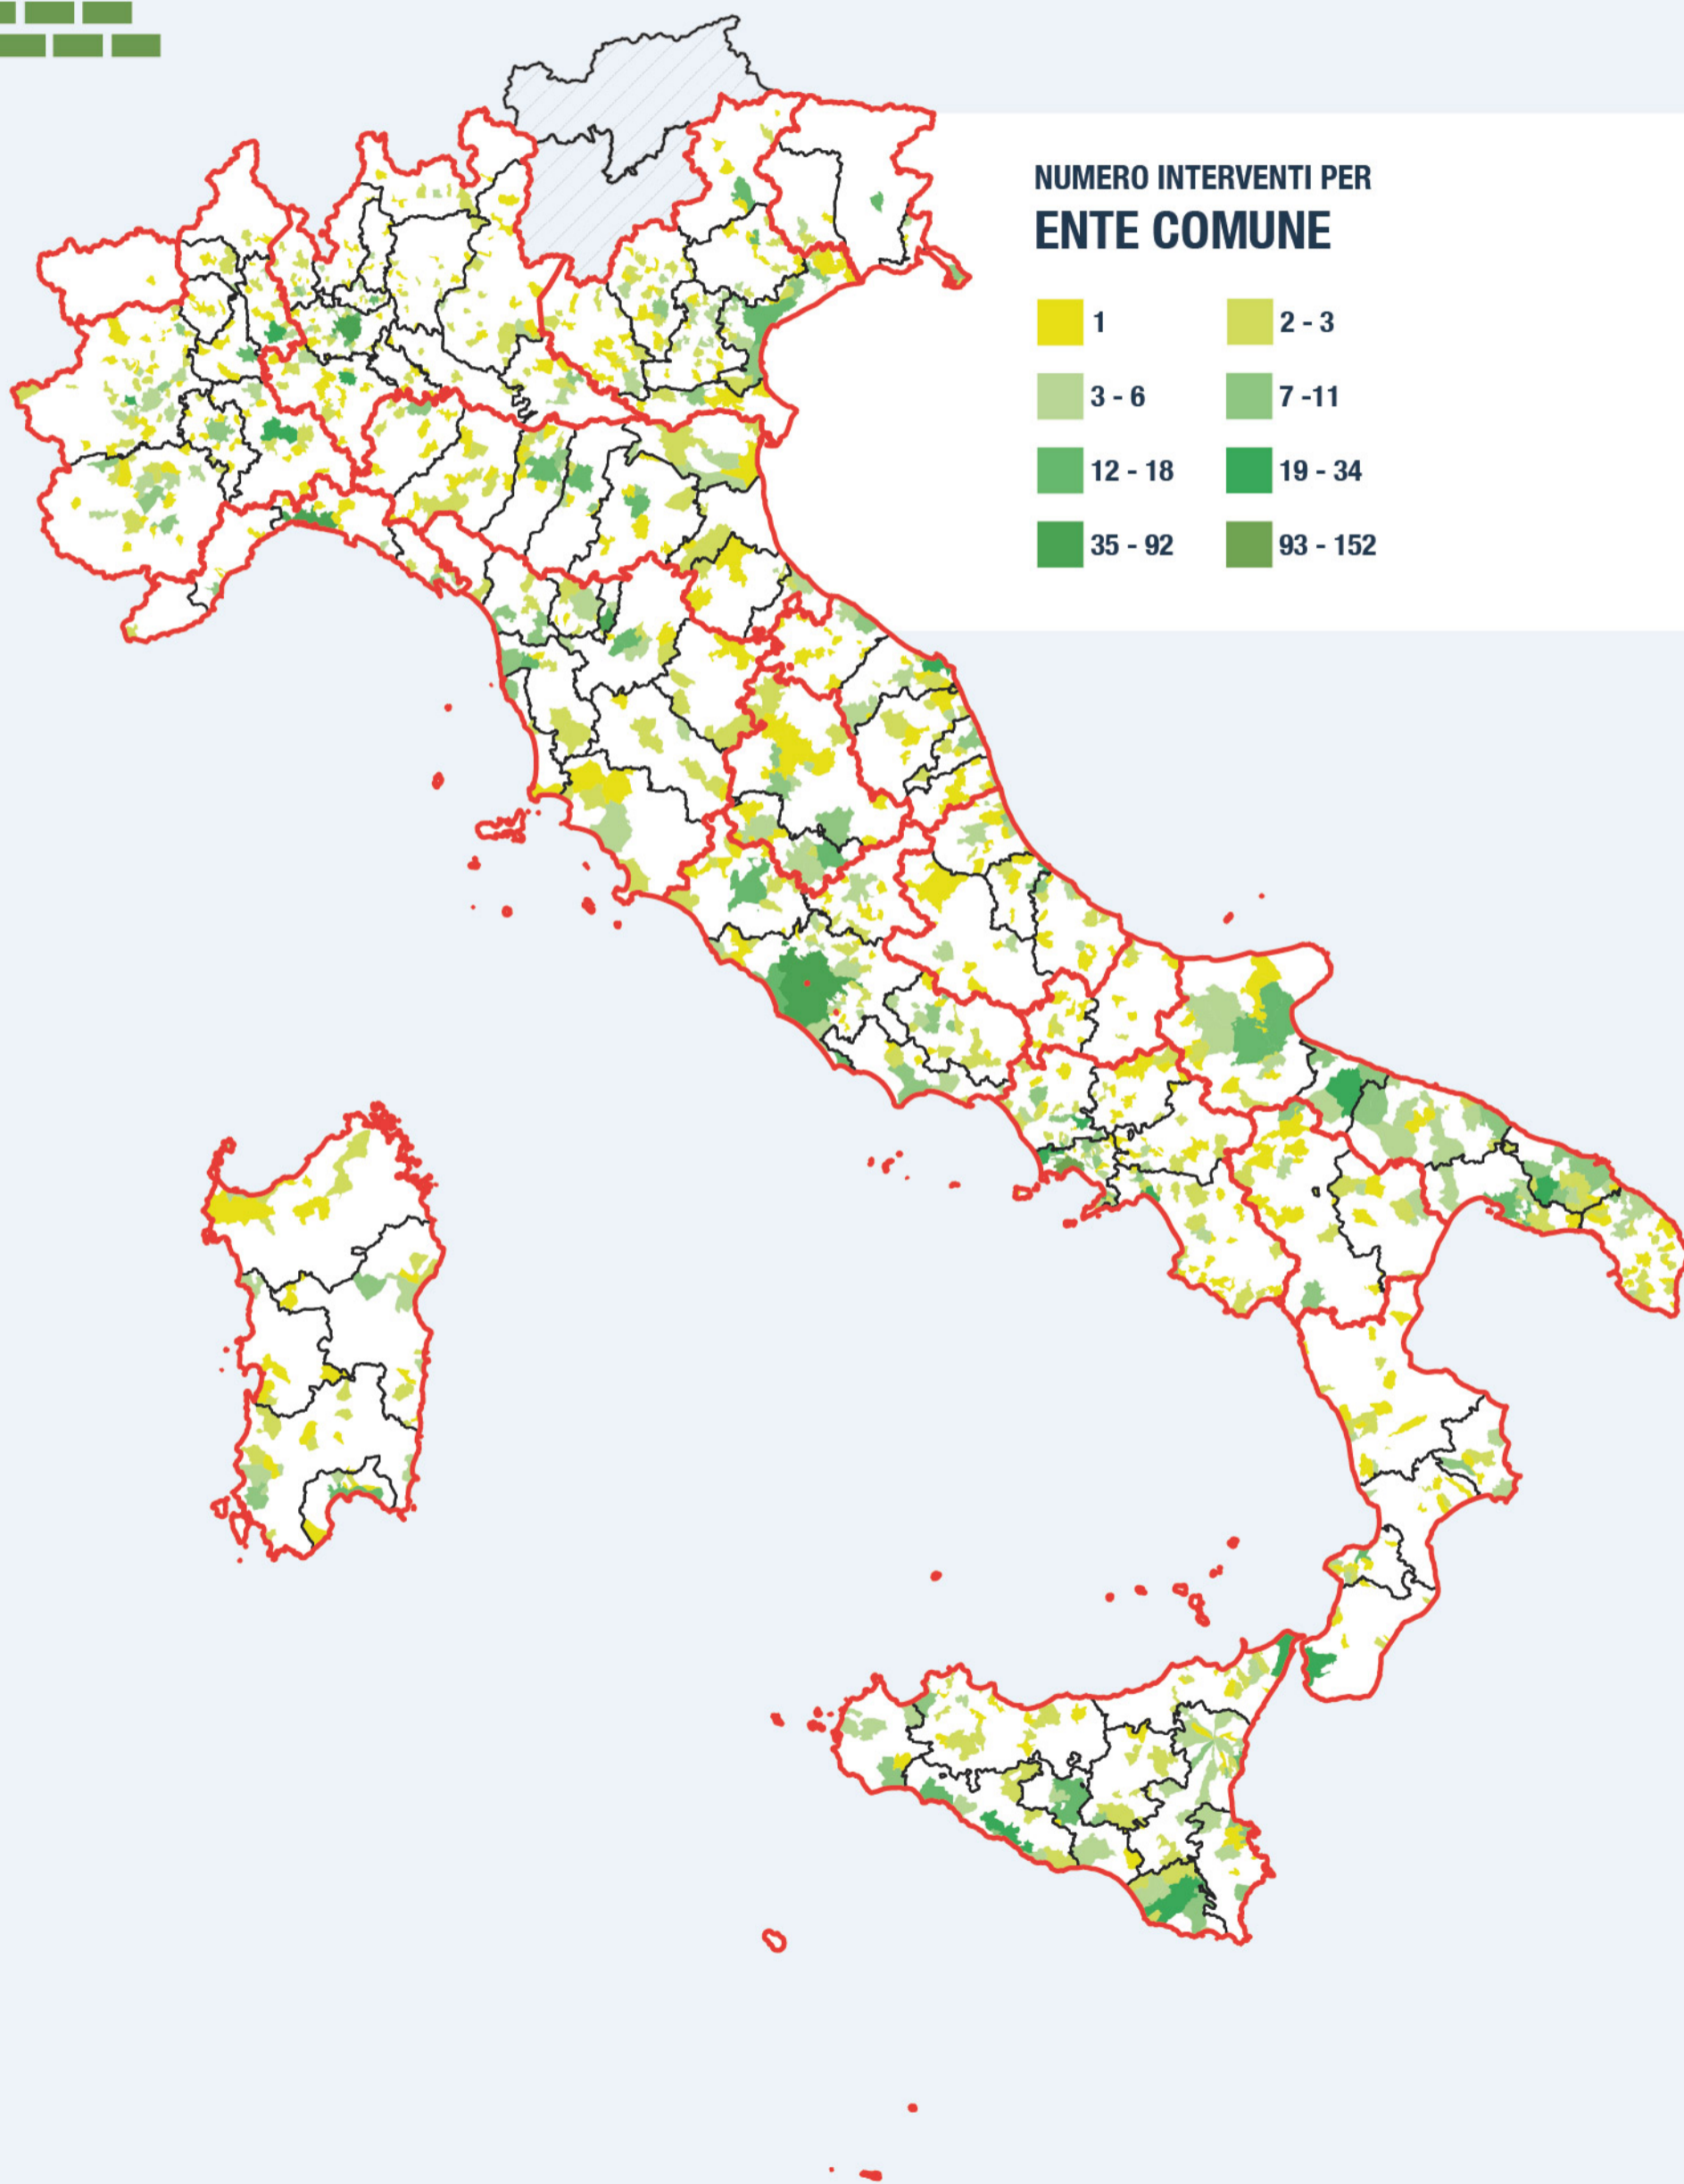 NUMERO INTERVENTI PER
ENTE COMUNE
1
2 - 3
3 - 6
7 -11
12 - 18
19 - 34
35 - 92
93 - 152